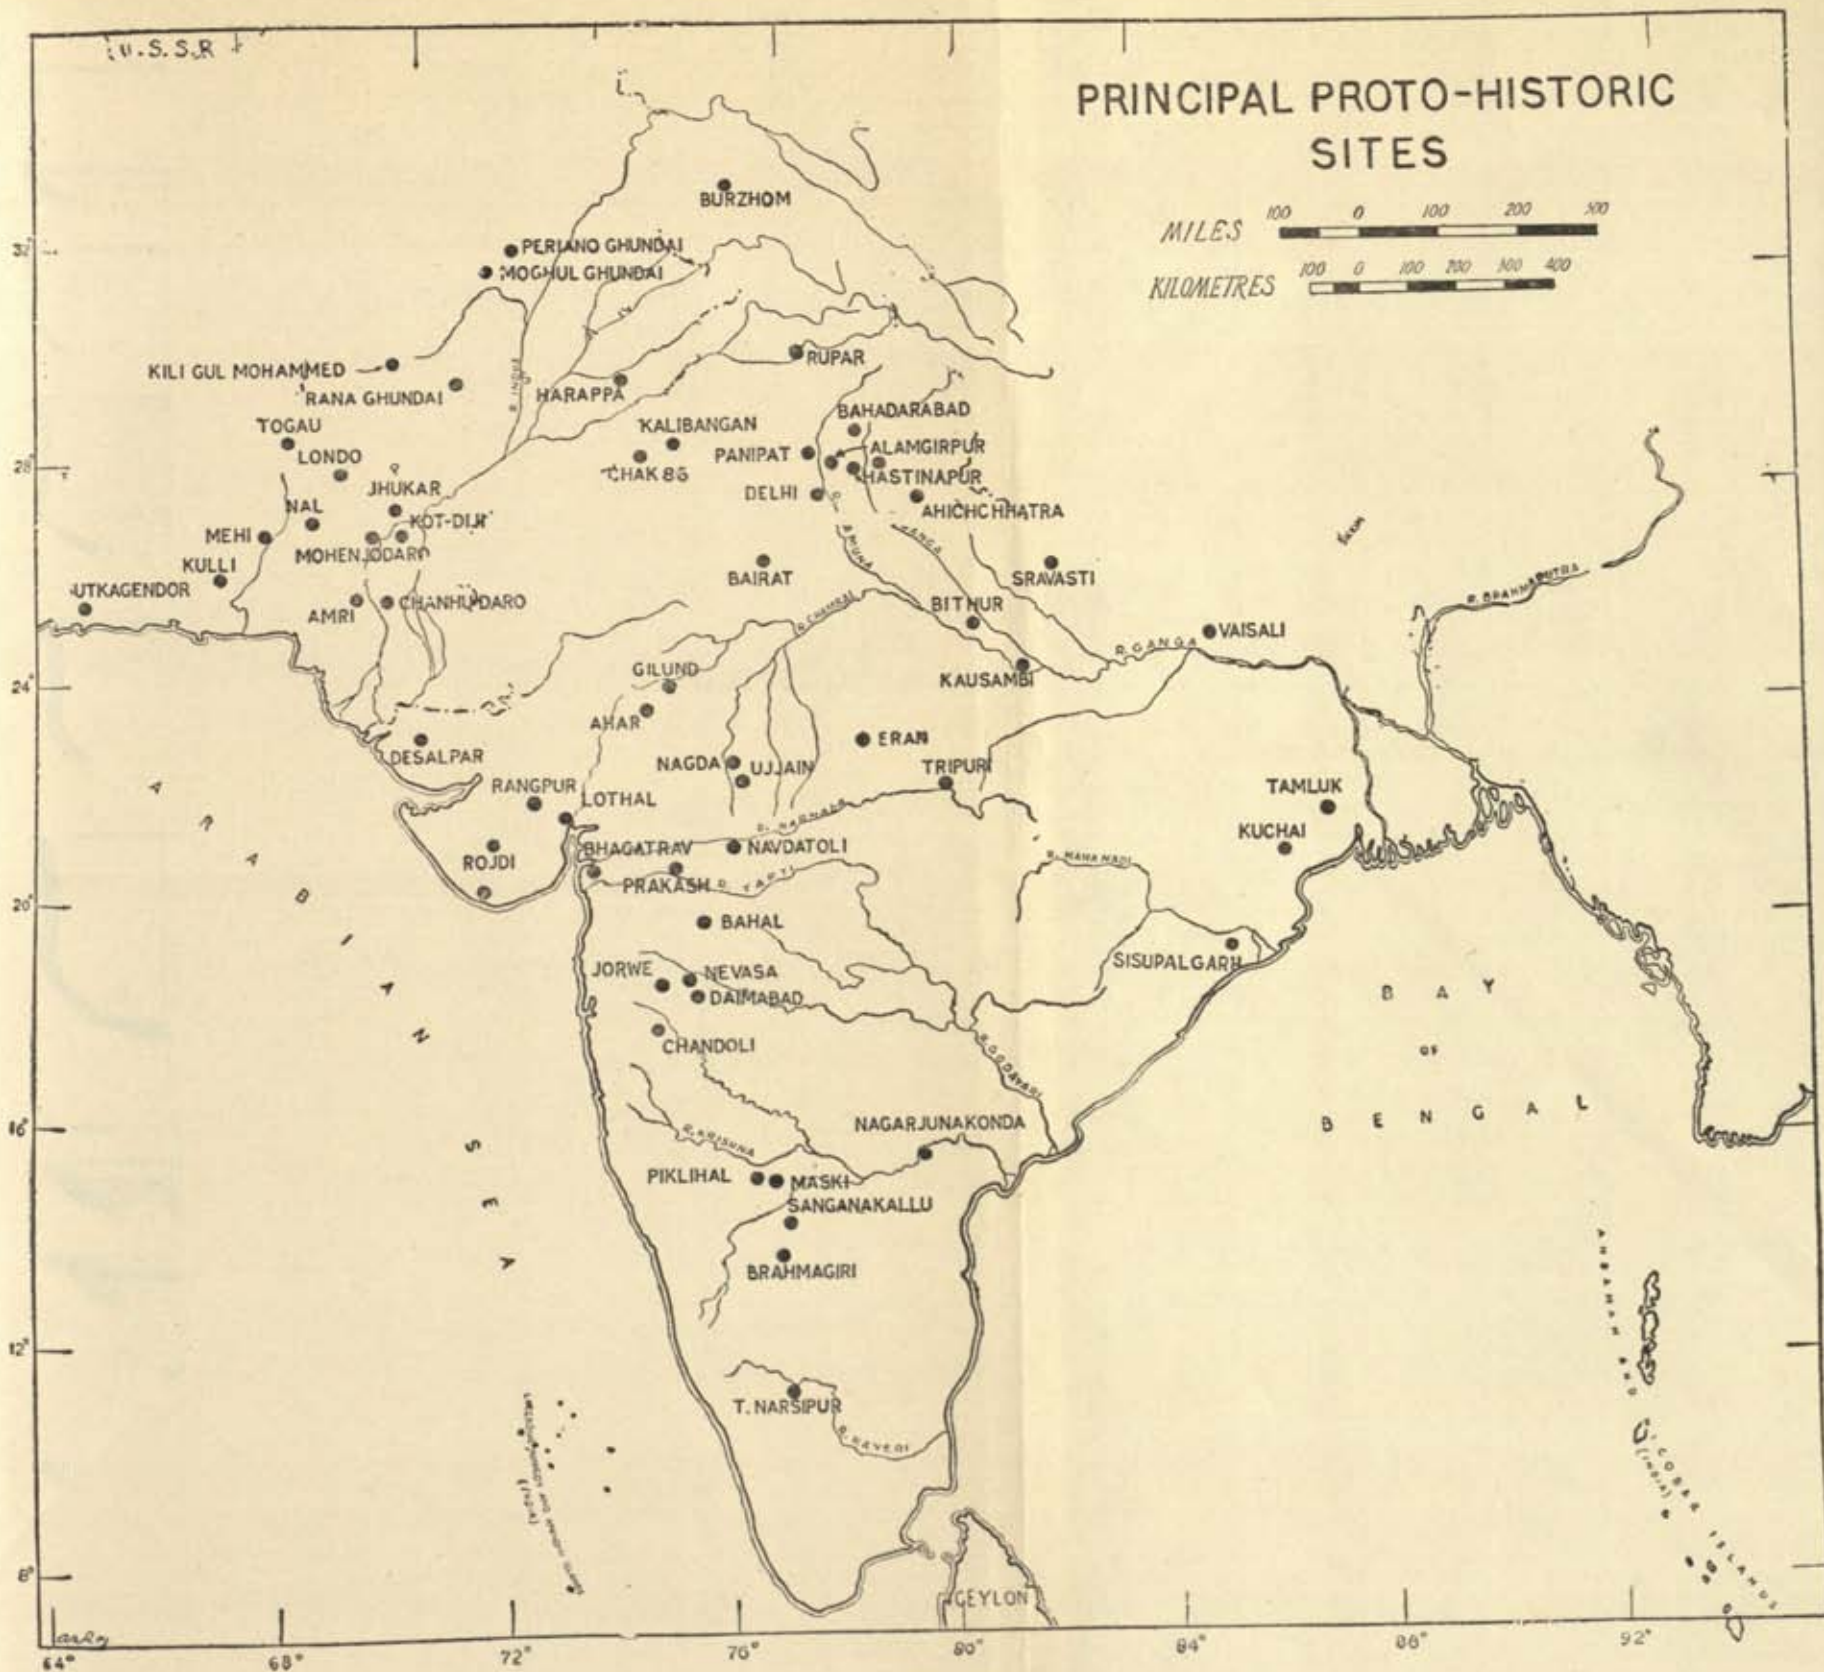 U.S.S.R
PRINCIPAL PROTO-HISTORIC
SITES
MILES 100 0 100 200 300
KILOMETRES 100 0 100 200 300 400
BURZHOM
PERIANO GHUNDAI
MOGHUL GHUNDAI
32°
KILI GUL MOHAMMED
RANA GHUNDAI
R. INDUS
HARAPPA
RUPAR
TOGAU
LONDO
KALIBANGAN
CHAK 86
BAHADARABAD
PANIPAT
ALAMGIRPUR
HASTINAPUR
28°
JHUKAR
NAL
KOT-DIJI
DELHI
AHICHCHHATRA
MEHI
MOHENJODARO
KULLI
UTKAGENDOR
AMRI
CHANHU-DARO
BAIRAT
GANGA
SRAVASTI
BITHUR
R. BRAHMAPUTRA
R. CHAMBAL
VAISALI
R. GANGA
KAUSAMBI
GILUND
24°
AHAR
DESALPAR
NAGDA
UJJAIN
ERAN
TRIPURI
RANGPUR
LOTHAL
TAMLUK
KUCHAI
R. NARMADA
BHAGATRAV
NAVDATOLI
ROJDI
PRAKASH
R. TAPTI
R. MAHANADI
20°
BAHAL
SISUPALGARH
JORWE
NEVASA
DAIMABAD
CHANDOLI
R. GODAVARI
ARABIAN SEA
BAY
OF
BENGAL
16°
R. KRISHNA
NAGARJUNAKONDA
PIKLIHAL
MASKI
SANGANAKALLU
BRAHMAGIRI
12°
T. NARSIPUR
R. KAVERI
(INDIA)
(INDIA)
8°
CEYLON
64° 68° 72° 76° 80° 84° 88° 92°